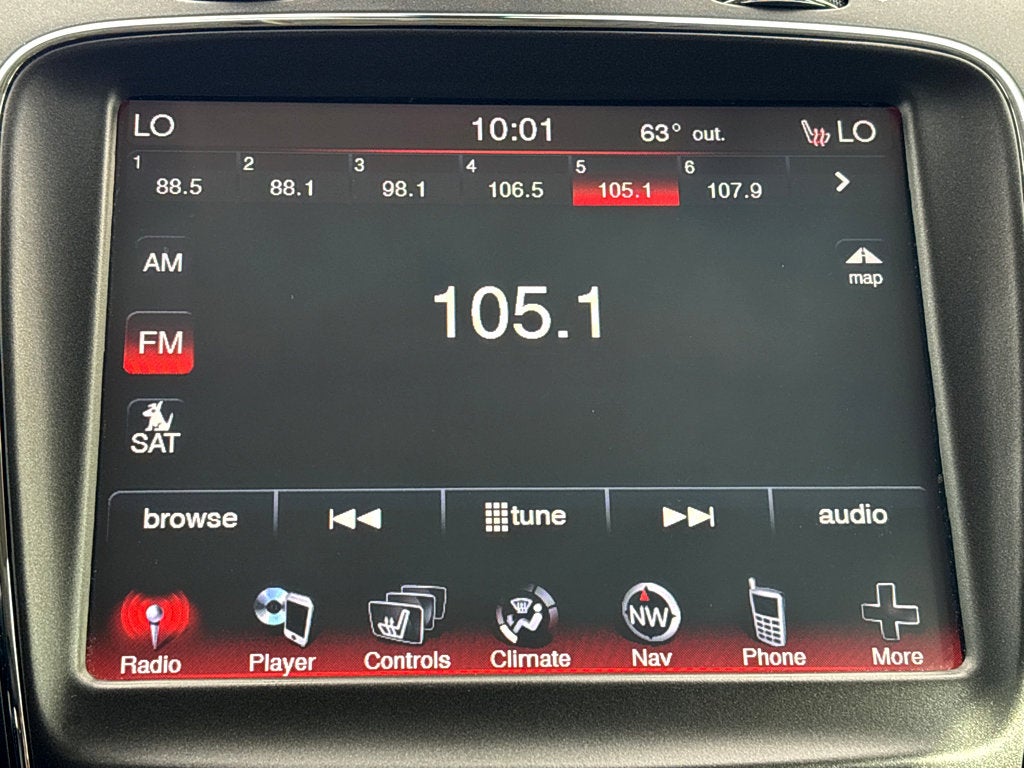 LO 10:01 63° out. LO
1 88.5 2 88.1 3 98.1 4 106.5 5 105.1 6 107.9
AM
map
105.1
FM
SAT
browse tune audio
NW
Radio Player Controls Climate Nav Phone More